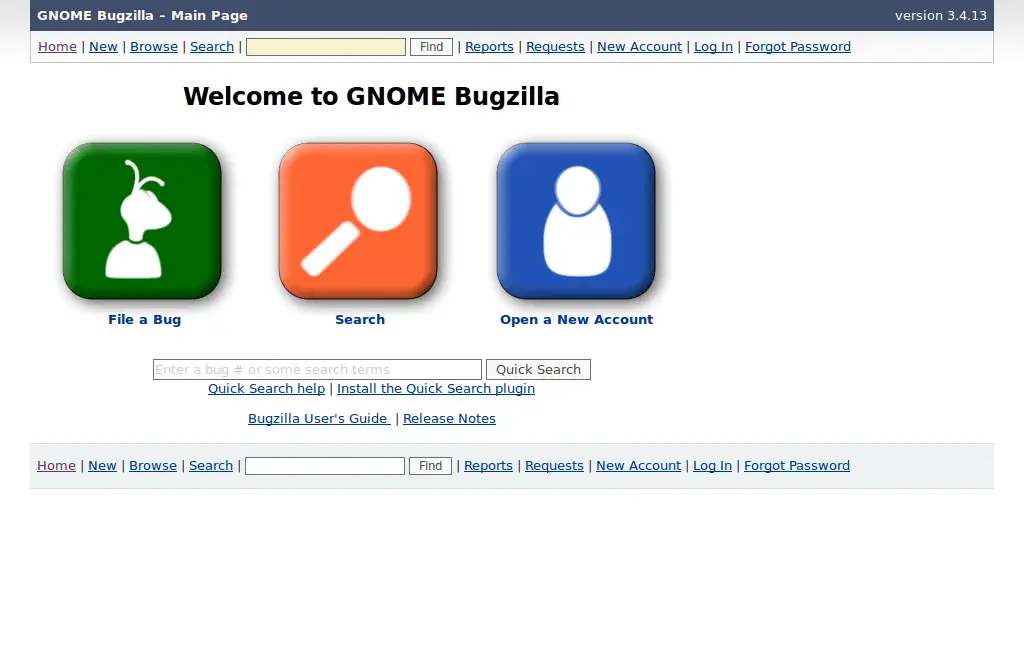 GNOME Bugzilla – Main Page version 3.4.13
Home | New | Browse | Search | Find | Reports | Requests | New Account | Log In | Forgot Password
Welcome to GNOME Bugzilla
File a Bug Search Open a New Account
Enter a bug # or some search terms Quick Search
Quick Search help | Install the Quick Search plugin
Bugzilla User's Guide | Release Notes
Home | New | Browse | Search | Find | Reports | Requests | New Account | Log In | Forgot Password